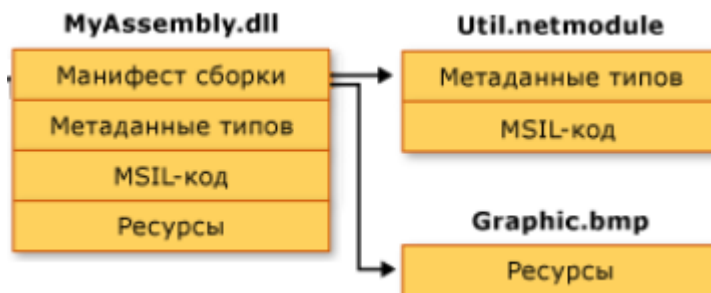 MyAssembly.dll
Манифест сборки
Метаданные типов
MSIL-код
Ресурсы
Util.netmodule
Метаданные типов
MSIL-код
Graphic.bmp
Ресурсы